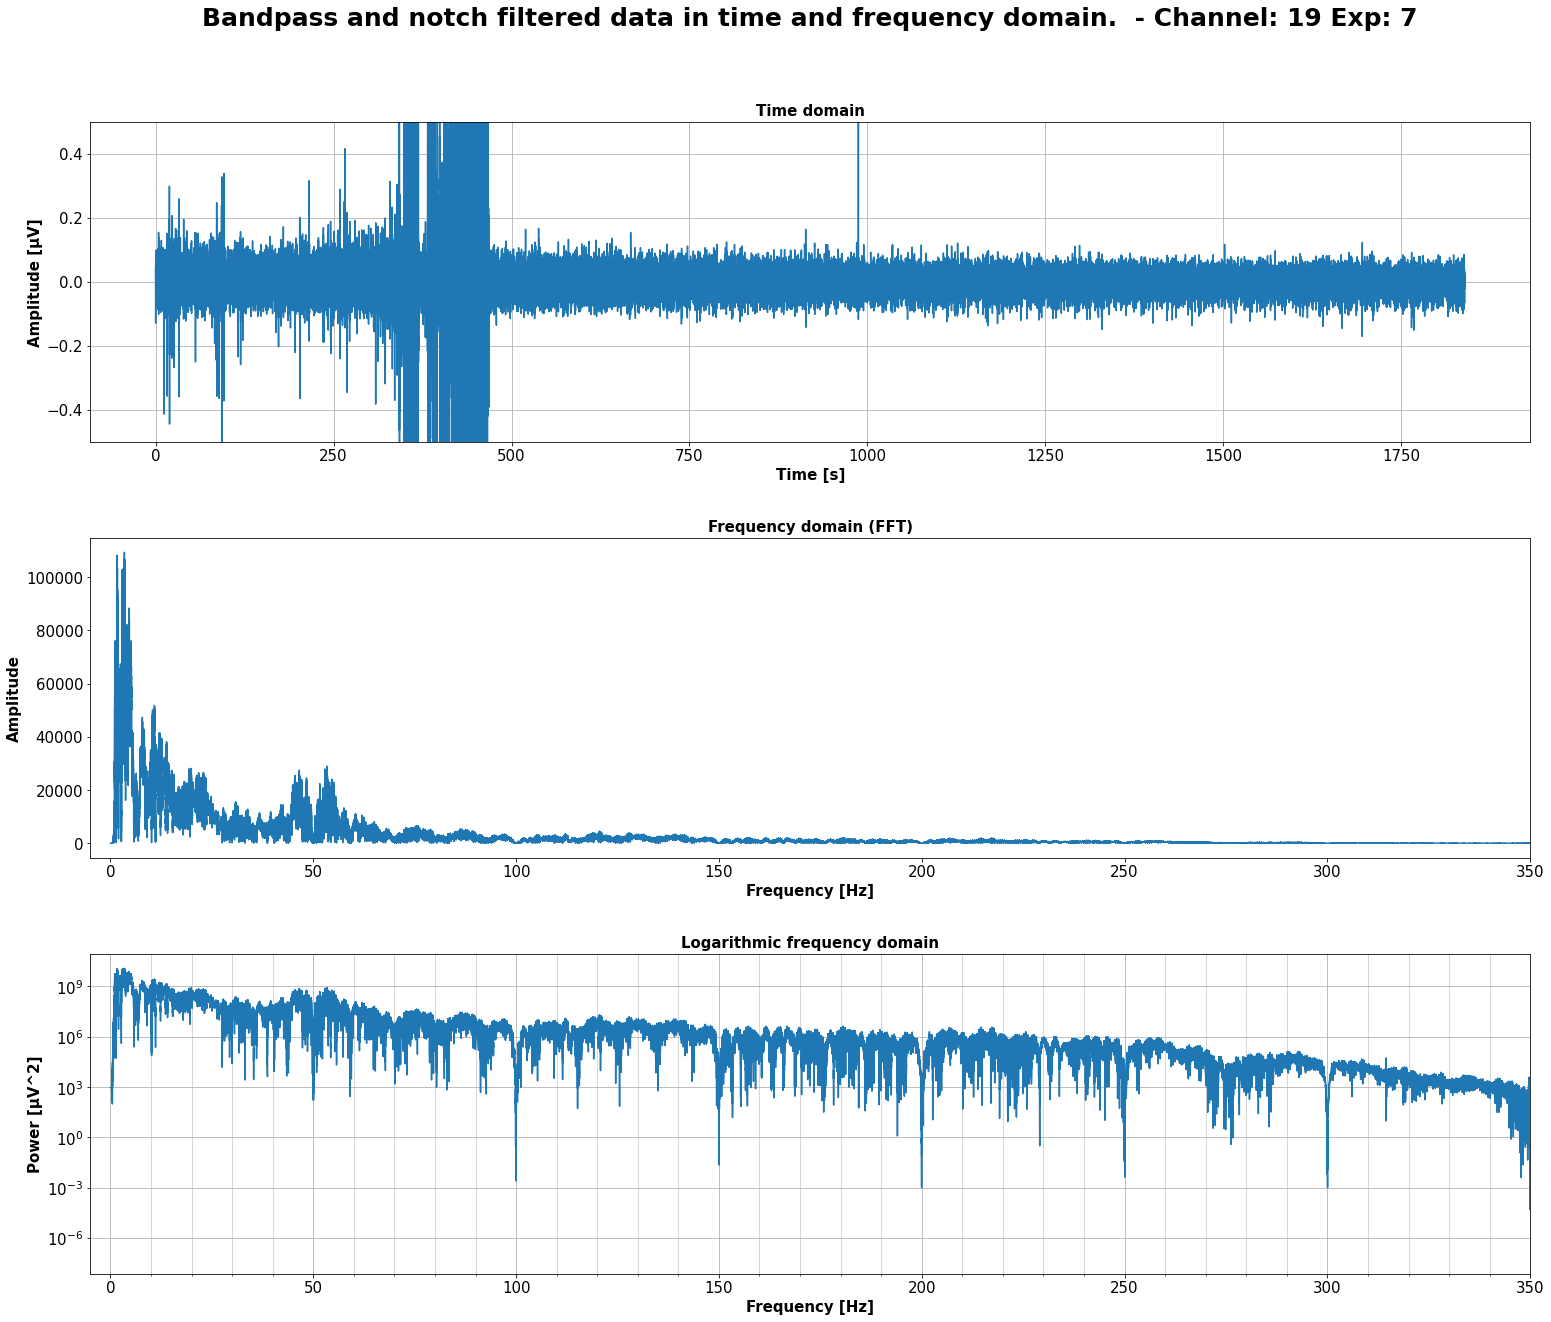 Bandpass and notch filtered data in time and frequency domain.  - Channel: 19 Exp: 7
Time domain
0.4
0.2
0.0
−0.2
−0.4
Amplitude [μV]
0 250 500 750 1000 1250 1500 1750
Time [s]
Frequency domain (FFT)
100000
80000
60000
40000
20000
0
Amplitude
0 50 100 150 200 250 300 350
Frequency [Hz]
Logarithmic frequency domain
10^9
10^6
10^3
10^0
10^−3
10^−6
Power [μV^2]
0 50 100 150 200 250 300 350
Frequency [Hz]